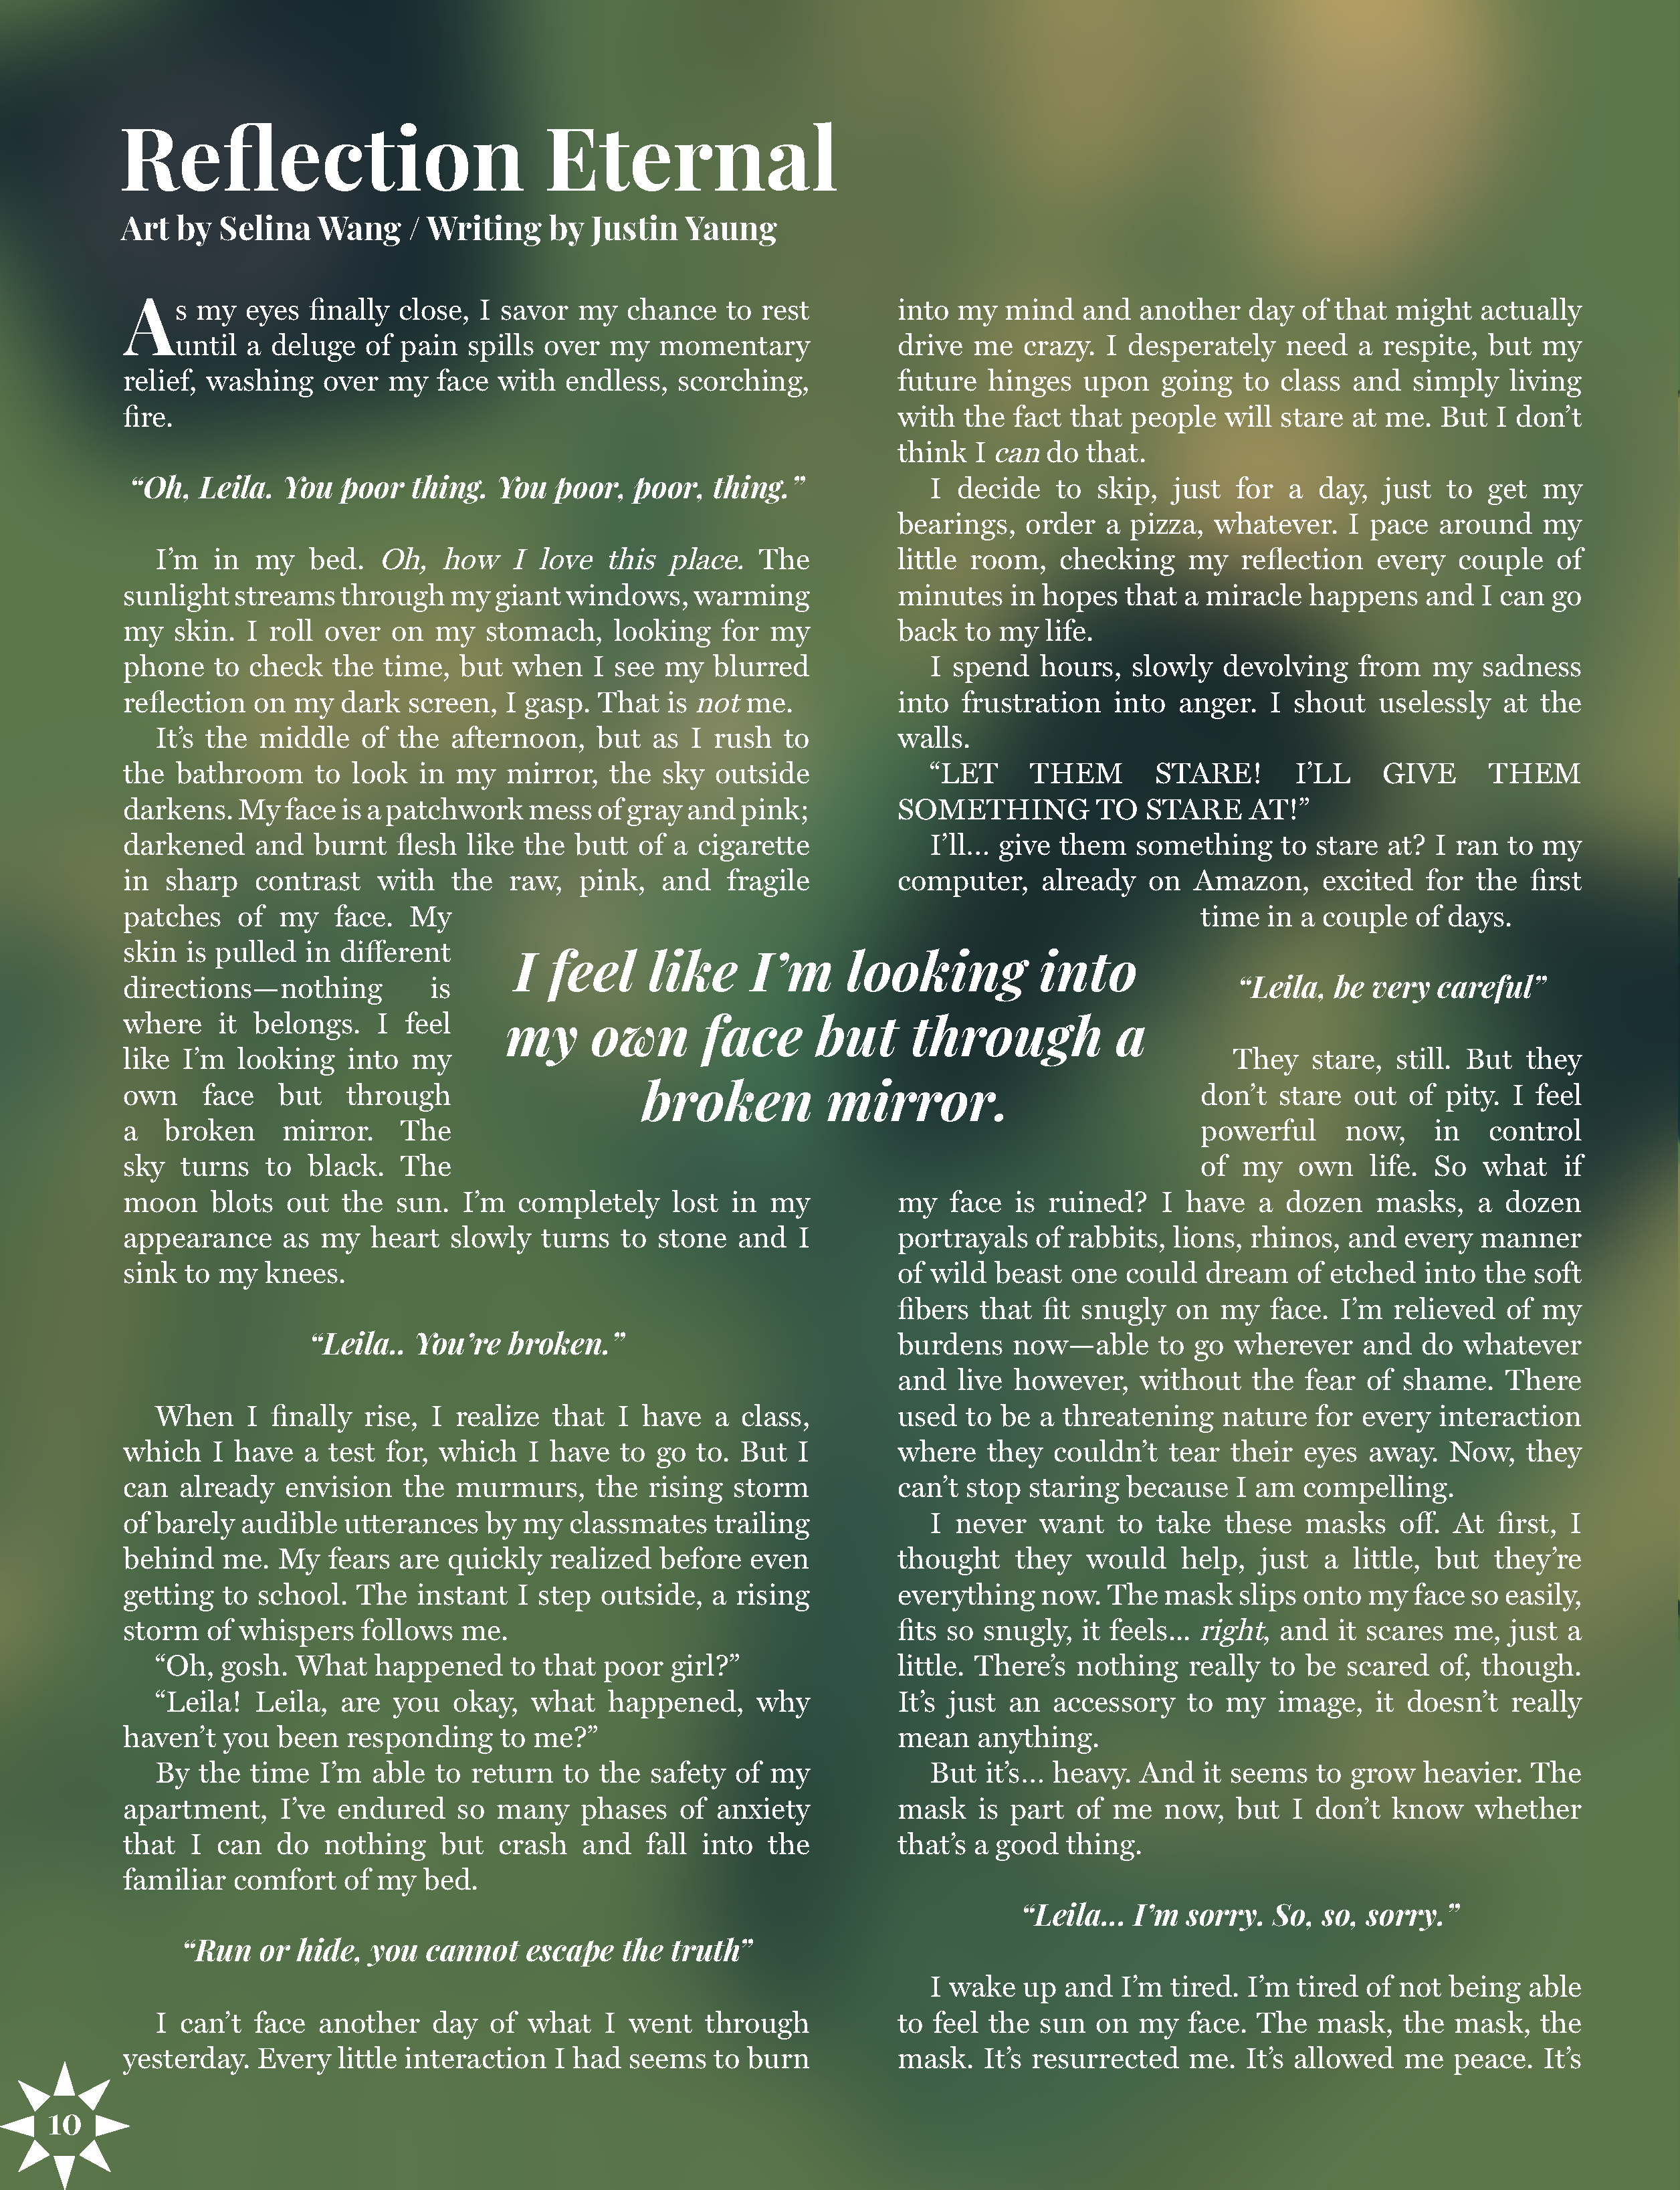 Reflection Eternal
Art by Selina Wang / Writing by Justin Yaung
As my eyes finally close, I savor my chance to rest
until a deluge of pain spills over my momentary
relief, washing over my face with endless, scorching,
fire.
“Oh, Leila. You poor thing. You poor, poor, thing.”
I’m in my bed. Oh, how I love this place. The
sunlight streams through my giant windows, warming
my skin. I roll over on my stomach, looking for my
phone to check the time, but when I see my blurred
reflection on my dark screen, I gasp. That is not me.
It’s the middle of the afternoon, but as I rush to
the bathroom to look in my mirror, the sky outside
darkens. My face is a patchwork mess of gray and pink;
darkened and burnt flesh like the butt of a cigarette
in sharp contrast with the raw, pink, and fragile
patches of my face. My
skin is pulled in different
directions—nothing is
where it belongs. I feel
like I’m looking into my
own face but through
a broken mirror. The
sky turns to black. The
moon blots out the sun. I’m completely lost in my
appearance as my heart slowly turns to stone and I
sink to my knees.
“Leila.. You’re broken.”
When I finally rise, I realize that I have a class,
which I have a test for, which I have to go to. But I
can already envision the murmurs, the rising storm
of barely audible utterances by my classmates trailing
behind me. My fears are quickly realized before even
getting to school. The instant I step outside, a rising
storm of whispers follows me.
“Oh, gosh. What happened to that poor girl?”
“Leila! Leila, are you okay, what happened, why
haven’t you been responding to me?”
By the time I’m able to return to the safety of my
apartment, I’ve endured so many phases of anxiety
that I can do nothing but crash and fall into the
familiar comfort of my bed.
“Run or hide, you cannot escape the truth”
I can’t face another day of what I went through
yesterday. Every little interaction I had seems to burn
I feel like I’m looking into
my own face but through a
broken mirror.
into my mind and another day of that might actually
drive me crazy. I desperately need a respite, but my
future hinges upon going to class and simply living
with the fact that people will stare at me. But I don’t
think I can do that.
I decide to skip, just for a day, just to get my
bearings, order a pizza, whatever. I pace around my
little room, checking my reflection every couple of
minutes in hopes that a miracle happens and I can go
back to my life.
I spend hours, slowly devolving from my sadness
into frustration into anger. I shout uselessly at the
walls.
“LET THEM STARE! I’LL GIVE THEM
SOMETHING TO STARE AT!”
I’ll... give them something to stare at? I ran to my
computer, already on Amazon, excited for the first
time in a couple of days.
“Leila, be very careful”
They stare, still. But they
don’t stare out of pity. I feel
powerful now, in control
of my own life. So what if
my face is ruined? I have a dozen masks, a dozen
portrayals of rabbits, lions, rhinos, and every manner
of wild beast one could dream of etched into the soft
fibers that fit snugly on my face. I’m relieved of my
burdens now—able to go wherever and do whatever
and live however, without the fear of shame. There
used to be a threatening nature for every interaction
where they couldn’t tear their eyes away. Now, they
can’t stop staring because I am compelling.
I never want to take these masks off. At first, I
thought they would help, just a little, but they’re
everything now. The mask slips onto my face so easily,
fits so snugly, it feels... right, and it scares me, just a
little. There’s nothing really to be scared of, though.
It’s just an accessory to my image, it doesn’t really
mean anything.
But it’s... heavy. And it seems to grow heavier. The
mask is part of me now, but I don’t know whether
that’s a good thing.
“Leila... I’m sorry. So, so, sorry.”
I wake up and I’m tired. I’m tired of not being able
to feel the sun on my face. The mask, the mask, the
mask. It’s resurrected me. It’s allowed me peace. It’s
10